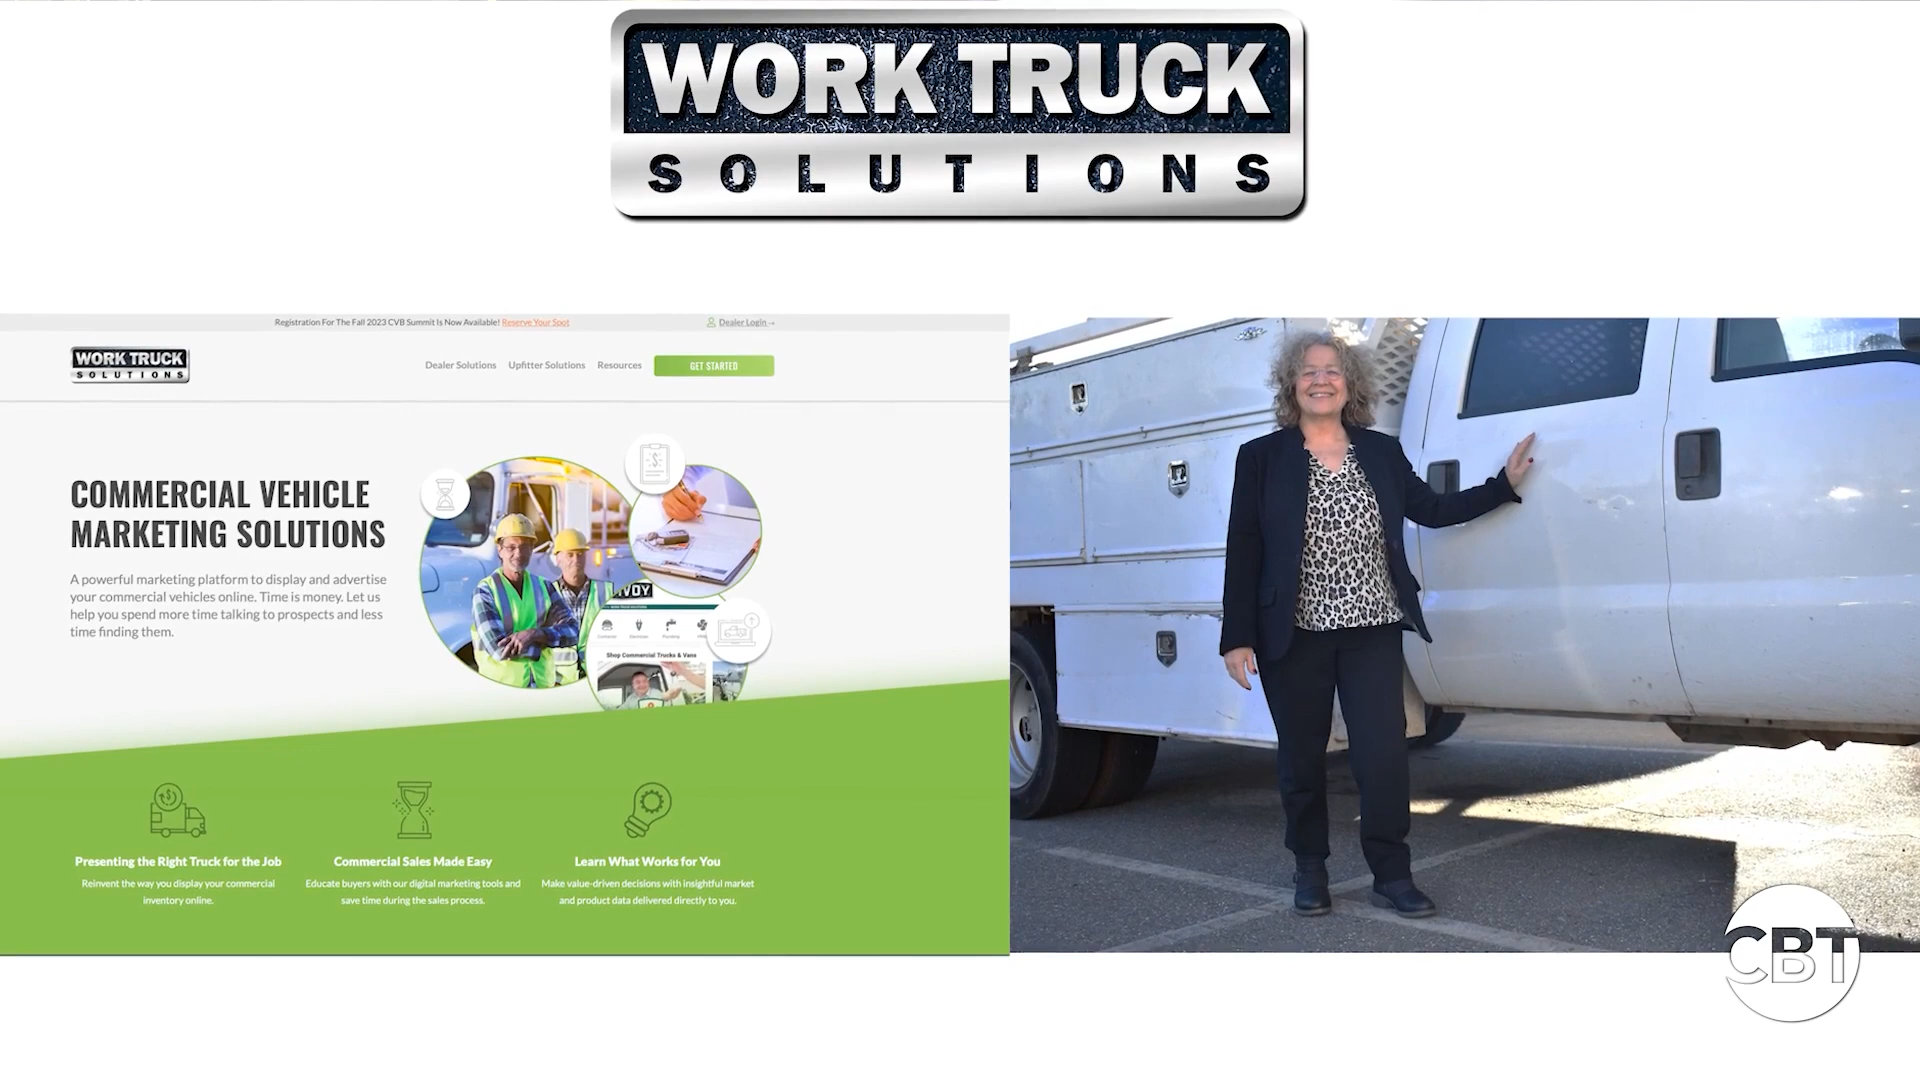 WORK TRUCK
SOLUTIONS
Registration For The Fall 2023 CVB Summit Is Now Available! Reserve Your Spot
Dealer Login→
WORK TRUCK
SOLUTIONS
Dealer Solutions
Upfitter Solutions
Resources
GET STARTED
COMMERCIAL VEHICLE
MARKETING SOLUTIONS
A powerful marketing platform to display and advertise
your commercial vehicles online. Time is money. Let us
help you spend more time talking to prospects and less
time finding them.
Contractor
Electrician
Plumbing
Shop Commercial Trucks & Vans
Presenting the Right Truck for the Job
Reinvent the way you display your commercial
inventory online.
Commercial Sales Made Easy
Educate buyers with our digital marketing tools and
save time during the sales process.
Learn What Works for You
Make value-driven decisions with insightful market
and product data delivered directly to you.
CBT